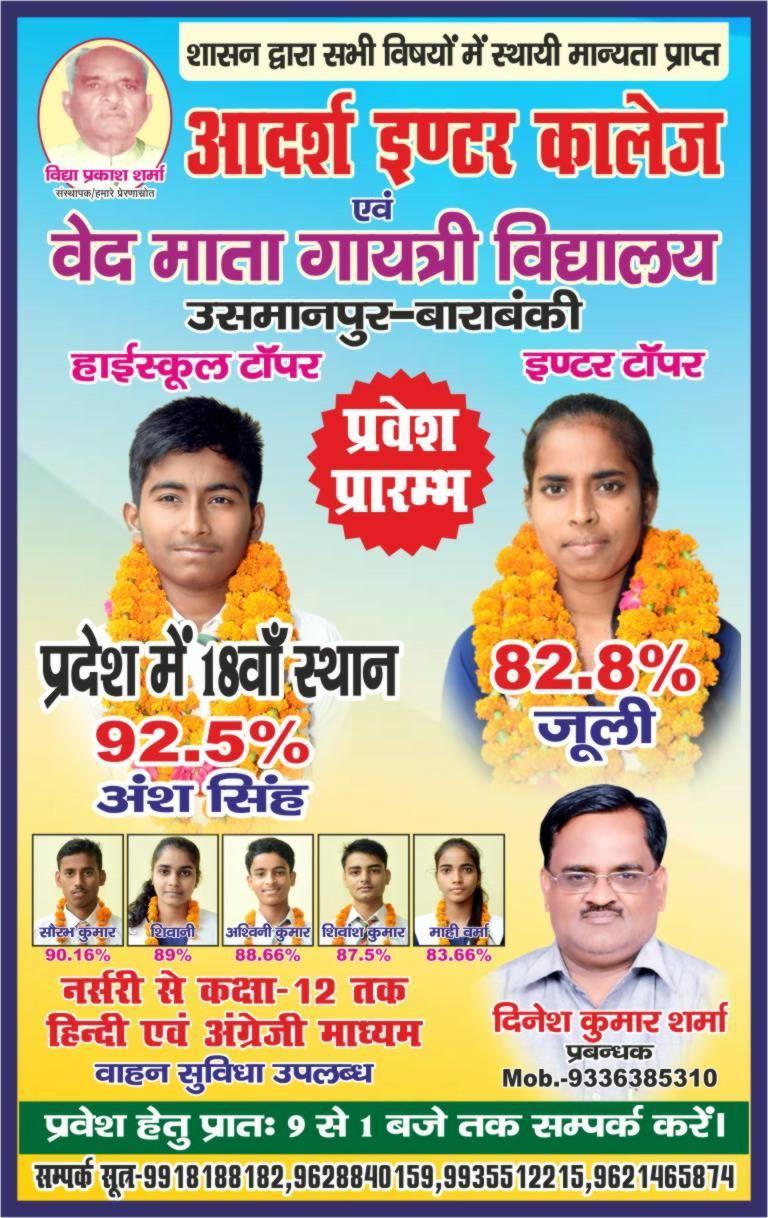 शासन द्वारा सभी विषयों में स्थायी मान्यता प्राप्त
विद्या प्रकाश शर्मा
संस्थापक/हमारे प्रेरणास्रोत
आदर्श इण्टर कालेज
एवं
वेद माता गायत्री विद्यालय
उसमानपुर-बाराबंकी
हाईस्कूल टॉपर
इण्टर टॉपर
प्रवेश
प्रारम्भ
प्रदेश में 18वाँ स्थान
92.5%
अंश सिंह
82.8%
जूली
सौरभ कुमार
90.16%
शिवानी
89%
अश्विनी कुमार
88.66%
शिवांश कुमार
87.5%
माही वर्मा
83.66%
नर्सरी से कक्षा-12 तक
हिन्दी एवं अंग्रेजी माध्यम
वाहन सुविधा उपलब्ध
दिनेश कुमार शर्मा
प्रबन्धक
Mob.-9336385310
प्रवेश हेतु प्रातः 9 से 1 बजे तक सम्पर्क करें।
सम्पर्क सूत्र-9918188182,9628840159,9935512215,9621465874